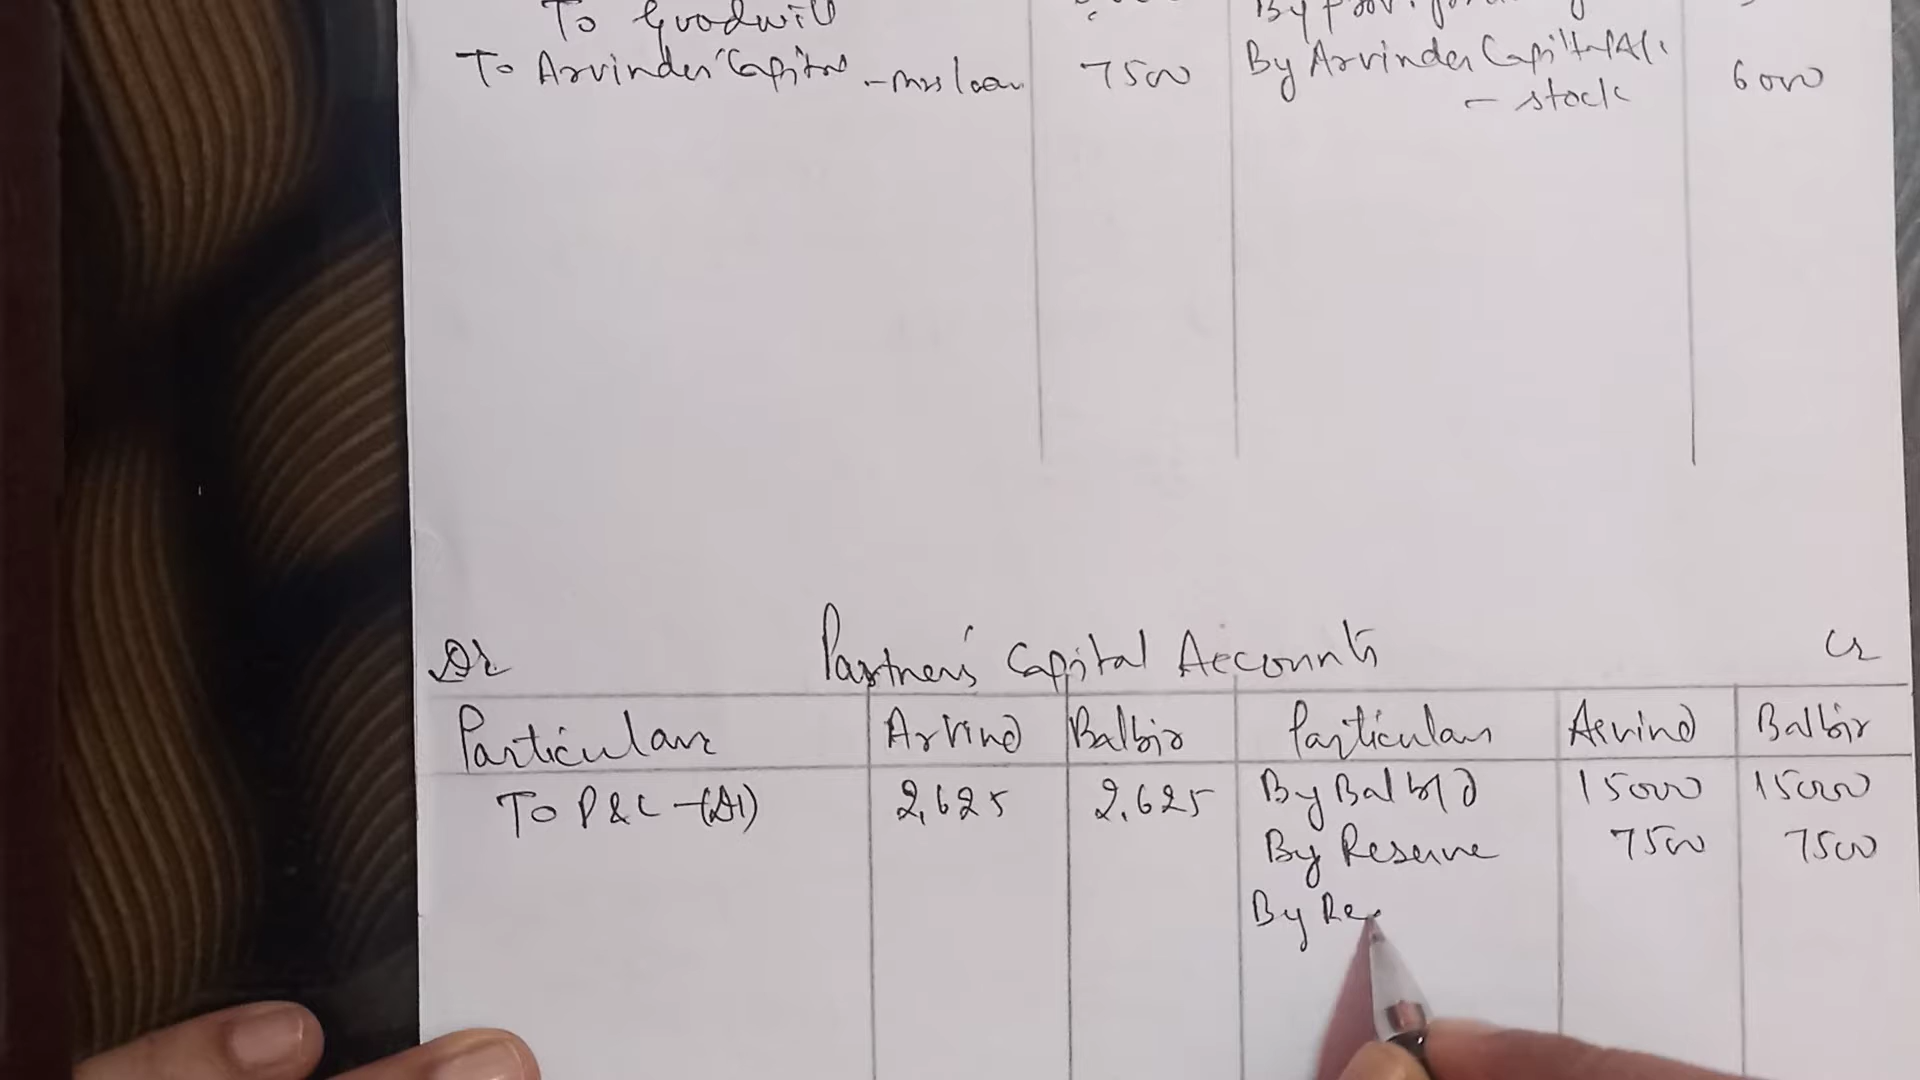 To Goodwill
To Arvinder Capital - Mrs loan 7500 By Arvinder Capital A/c 6000
- stock
Dr Partner's Capital Accounts Cr
Particulars Arvind Balbir Particulars Arvind Balbir
To P&L -(A1) 2,625 2,625 By Bal b/d 15000 15000
By Reserve 7500 7500
By Re